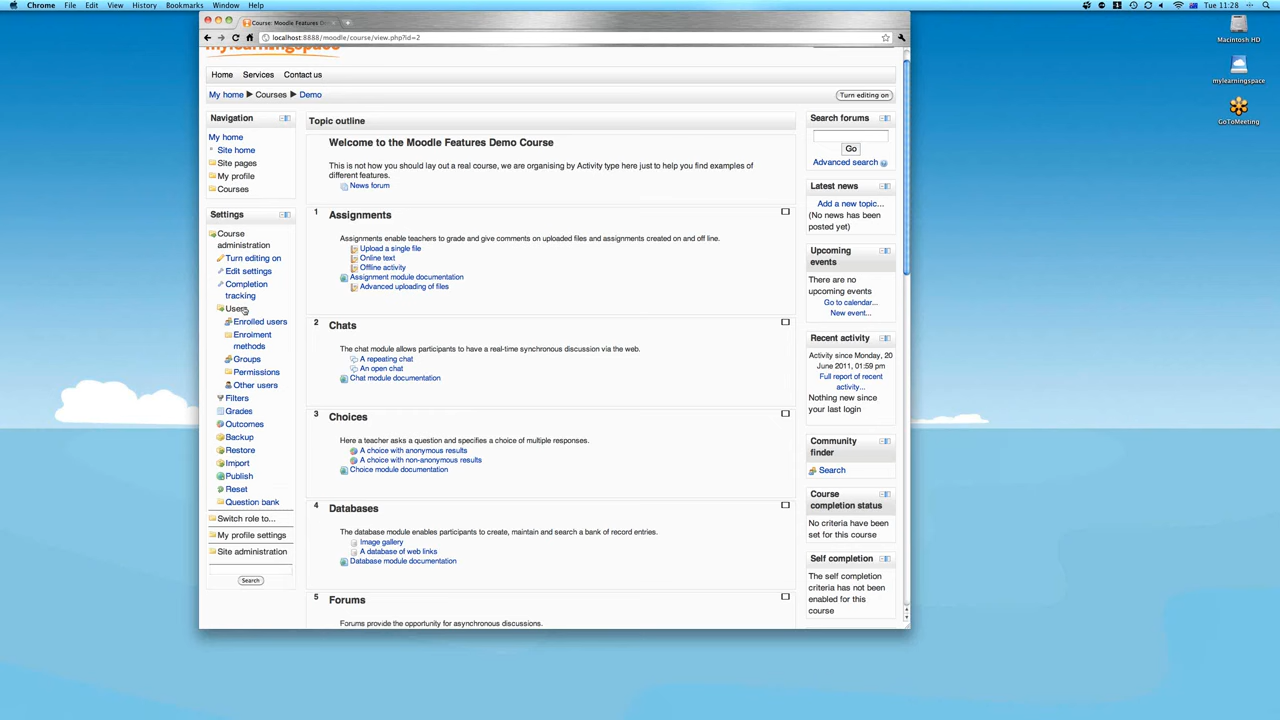 Chrome File Edit View History Bookmarks Window Help
Tue 11:28
Course: Moodle Features De
localhost:8888/moodle/course/view.php?id=2
mylearningspace
Home Services Contact us
My home ▶ Courses ▶ Demo
Turn editing on
Navigation
My home
Site home
Site pages
My profile
Courses
Settings
Course
administration
Turn editing on
Edit settings
Completion
tracking
Users
Enrolled users
Enrolment
methods
Groups
Permissions
Other users
Filters
Grades
Outcomes
Backup
Restore
Import
Publish
Reset
Question bank
Switch role to...
My profile settings
Site administration
Search
Topic outline
Welcome to the Moodle Features Demo Course
This is not how you should lay out a real course, we are organising by Activity type here just to help you find examples of
different features.
News forum
1 Assignments
Assignments enable teachers to grade and give comments on uploaded files and assignments created on and off line.
Upload a single file
Online text
Offline activity
Assignment module documentation
Advanced uploading of files
2 Chats
The chat module allows participants to have a real-time synchronous discussion via the web.
A repeating chat
An open chat
Chat module documentation
3 Choices
Here a teacher asks a question and specifies a choice of multiple responses.
A choice with anonymous results
A choice with non-anonymous results
Choice module documentation
4 Databases
The database module enables participants to create, maintain and search a bank of record entries.
Image gallery
A database of web links
Database module documentation
5 Forums
Forums provide the opportunity for asynchronous discussions.
Search forums
Go
Advanced search
Latest news
Add a new topic...
(No news has been
posted yet)
Upcoming
events
There are no
upcoming events
Go to calendar...
New event...
Recent activity
Activity since Monday, 20
June 2011, 01:59 pm
Full report of recent
activity...
Nothing new since
your last login
Community
finder
Search
Course
completion status
No criteria have been
set for this course
Self completion
The self completion
criteria has not been
enabled for this
course
Macintosh HD
mylearningspace
GoToMeeting